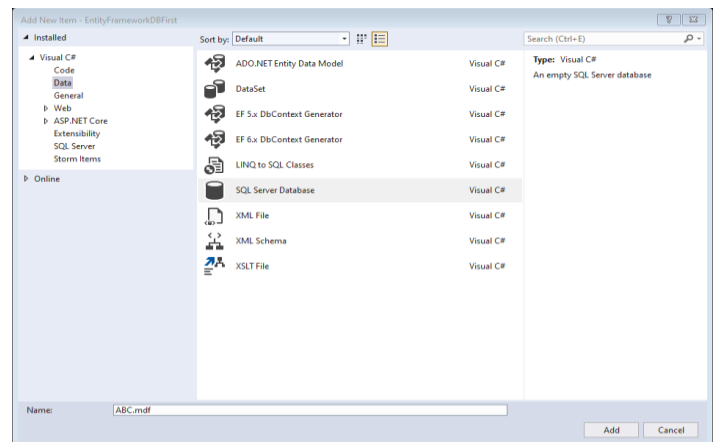 Add New Item - EntityFrameworkDBFirst
Installed
Sort by: Default
Search (Ctrl+E)
Visual C#
Code
Data
General
Web
ASP.NET Core
Extensibility
SQL Server
Storm Items
Online
ADO.NET Entity Data Model Visual C#
DataSet Visual C#
EF 5.x DbContext Generator Visual C#
EF 6.x DbContext Generator Visual C#
LINQ to SQL Classes Visual C#
SQL Server Database Visual C#
XML File Visual C#
XML Schema Visual C#
XSLT File Visual C#
Type: Visual C#
An empty SQL Server database
Name: ABC.mdf
Add Cancel